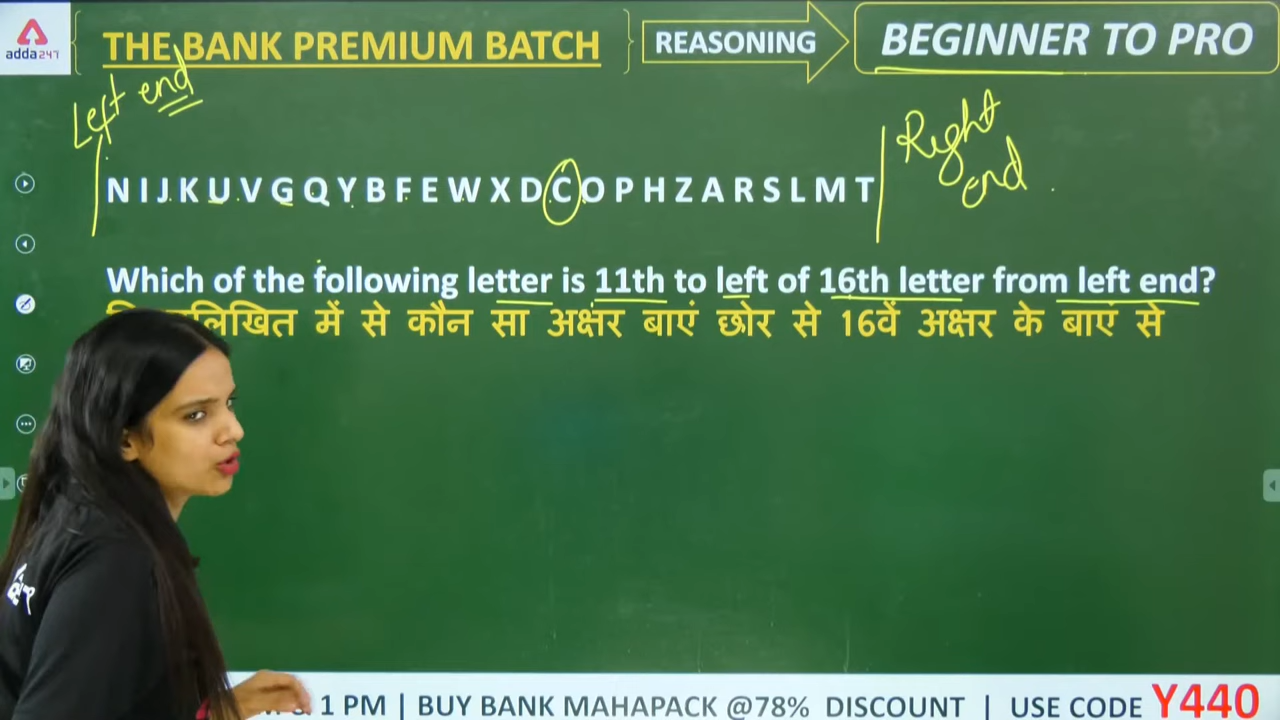 adda247
THE BANK PREMIUM BATCH
REASONING
BEGINNER TO PRO
Left end
Right
end
N I J K U V G Q Y B F E W X D C O P H Z A R S L M T
Which of the following letter is 11th to left of 16th letter from left end?
लिखित में से कौन सा अक्षर बाएं छोर से 16वें अक्षर के बाएं से
1 PM | BUY BANK MAHAPACK @78% DISCOUNT | USE CODE Y440